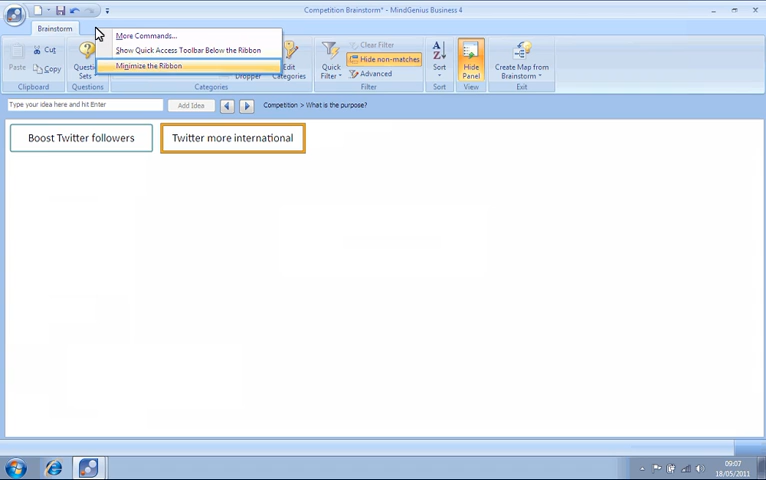 Competition Brainstorm* - MindGenius Business 4
Brainstorm
More Commands...
Show Quick Access Toolbar Below the Ribbon
Minimize the Ribbon
Paste
Cut
Copy
Clipboard
Question
Sets
Questions
Dropper
Edit
Categories
Categories
Quick
Filter
Clear Filter
Hide non-matches
Advanced
Filter
Sort
Sort
Hide
Panel
View
Create Map from
Brainstorm
Exit
Type your idea here and hit Enter
Add Idea
Competition > What is the purpose?
Boost Twitter followers
Twitter more international
09:07
18/05/2011